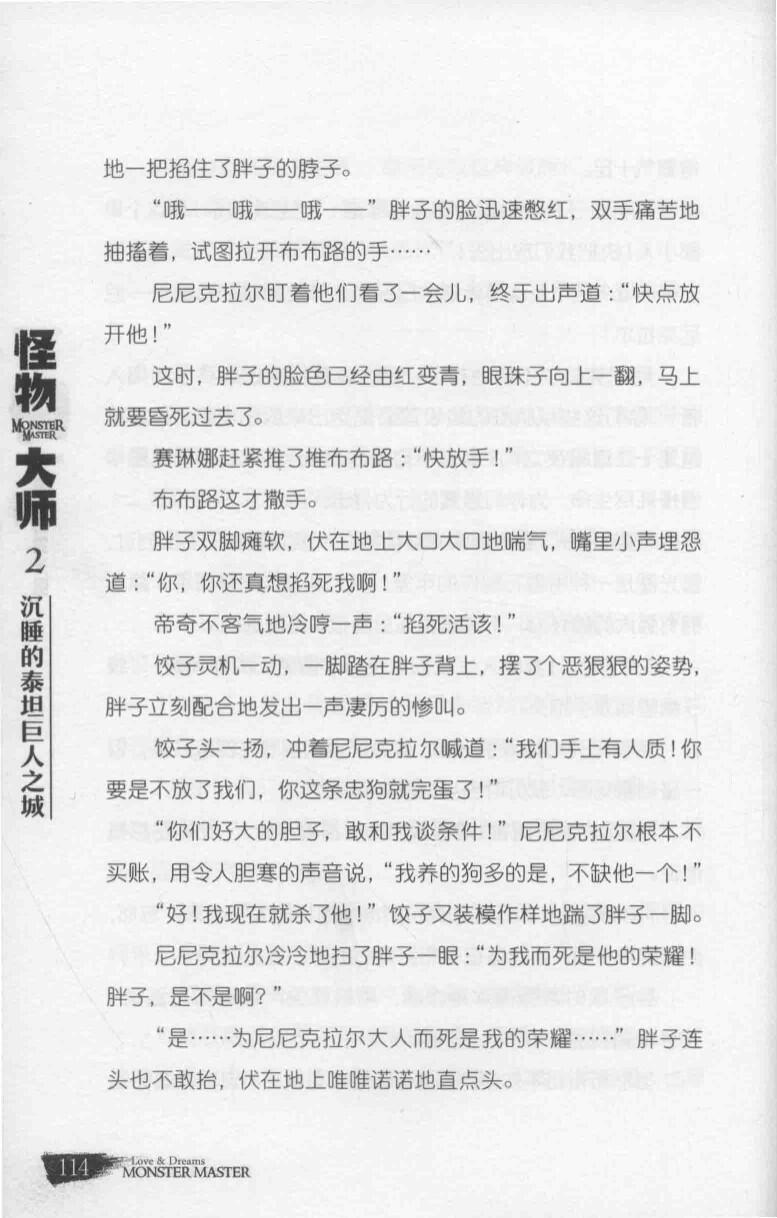 地一把掐住了胖子的脖子。
“哦——哦——哦——”胖子的脸迅速憋红，双手痛苦地
抽搐着，试图拉开布布路的手……
尼尼克拉尔盯着他们看了一会儿，终于出声道：“快点放
开他！”
这时，胖子的脸色已经由红变青，眼珠子向上一翻，马上
就要昏死过去了。
赛琳娜赶紧推了推布布路：“快放手！”
布布路这才撒手。
胖子双脚瘫软，伏在地上大口大口地喘气，嘴里小声埋怨
道：“你，你还真想掐死我啊！”
帝奇不客气地冷哼一声：“掐死活该！”
饺子灵机一动，一脚踏在胖子背上，摆了个恶狠狠的姿势，
胖子立刻配合地发出一声凄厉的惨叫。
饺子头一扬，冲着尼尼克拉尔喊道：“我们手上有人质！你
要是不放了我们，你这条忠狗就完蛋了！”
“你们好大的胆子，敢和我谈条件！”尼尼克拉尔根本不
买账，用令人胆寒的声音说，“我养的狗多的是，不缺他一个！”
“好！我现在就杀了他！”饺子又装模作样地踹了胖子一脚。
尼尼克拉尔冷冷地扫了胖子一眼：“为我而死是他的荣耀！
胖子，是不是啊？”
“是……为尼尼克拉尔大人而死是我的荣耀……”胖子连
头也不敢抬，伏在地上唯唯诺诺地直点头。
怪物
MONSTER
MASTER
大师
2
沉睡的泰坦巨人之城
114
Love & Dreams
MONSTER MASTER